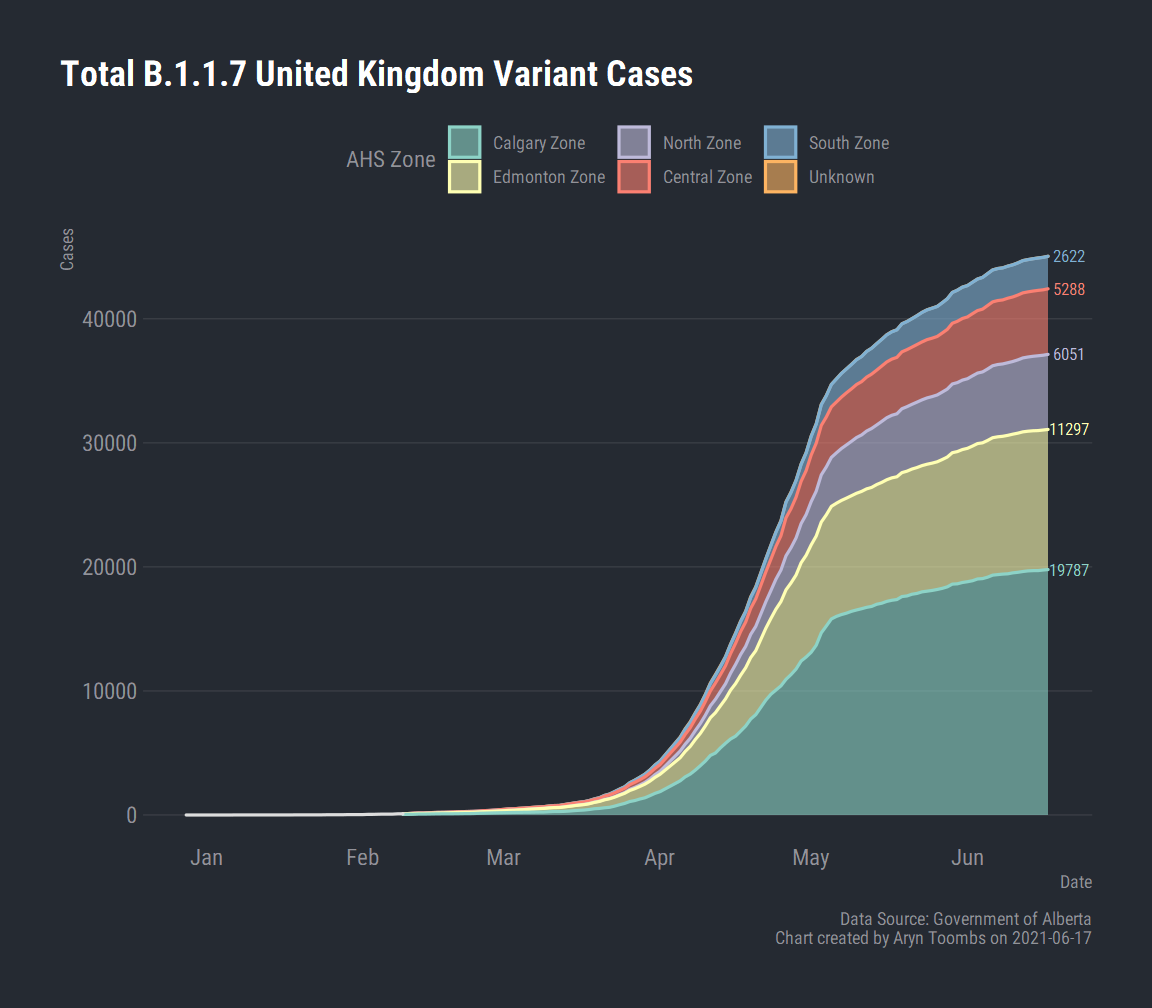 Total B.1.1.7 United Kingdom Variant Cases
AHS Zone
Calgary Zone
North Zone
South Zone
Edmonton Zone
Central Zone
Unknown
Cases
40000
30000
20000
10000
0
2622
5288
6051
11297
19787
Jan
Feb
Mar
Apr
May
Jun
Date
Data Source: Government of Alberta
Chart created by Aryn Toombs on 2021-06-17